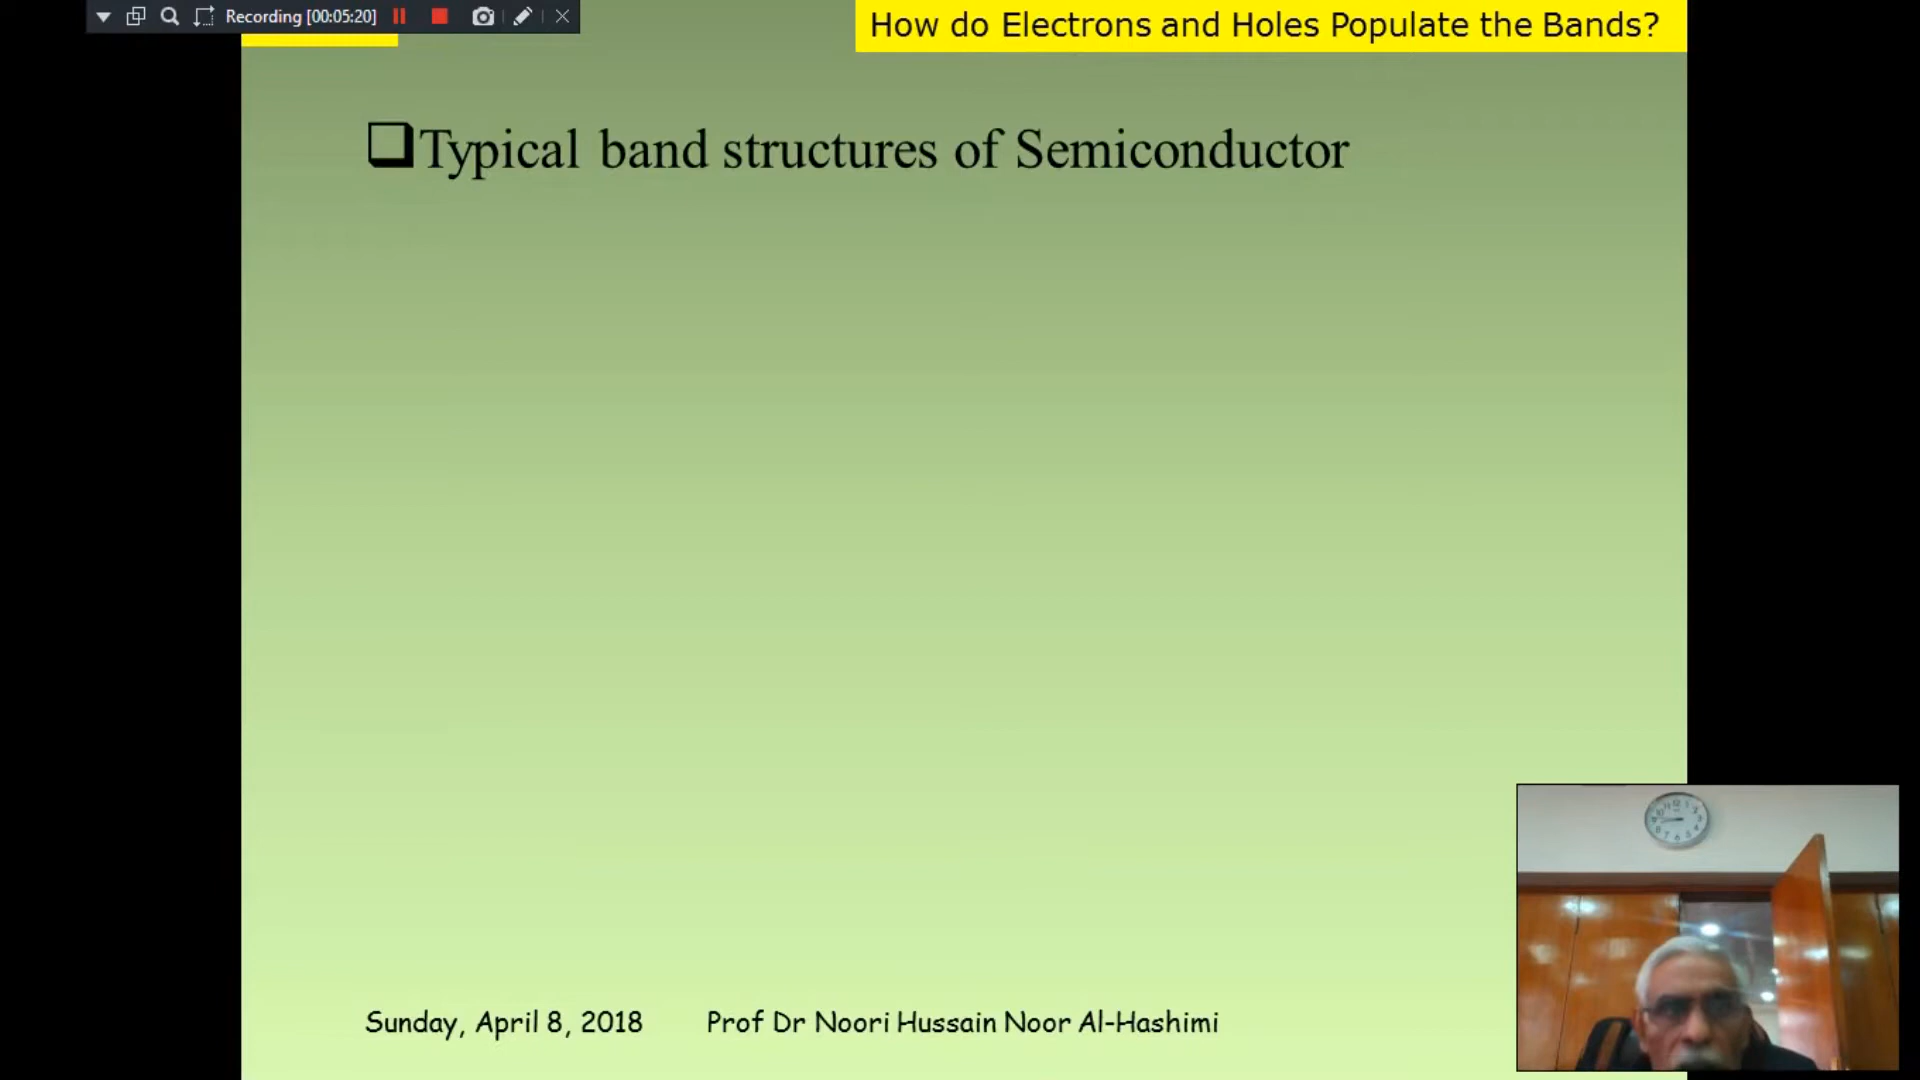 Recording [00:05:20]
How do Electrons and Holes Populate the Bands?
Typical band structures of Semiconductor
Sunday, April 8, 2018 Prof Dr Noori Hussain Noor Al-Hashimi